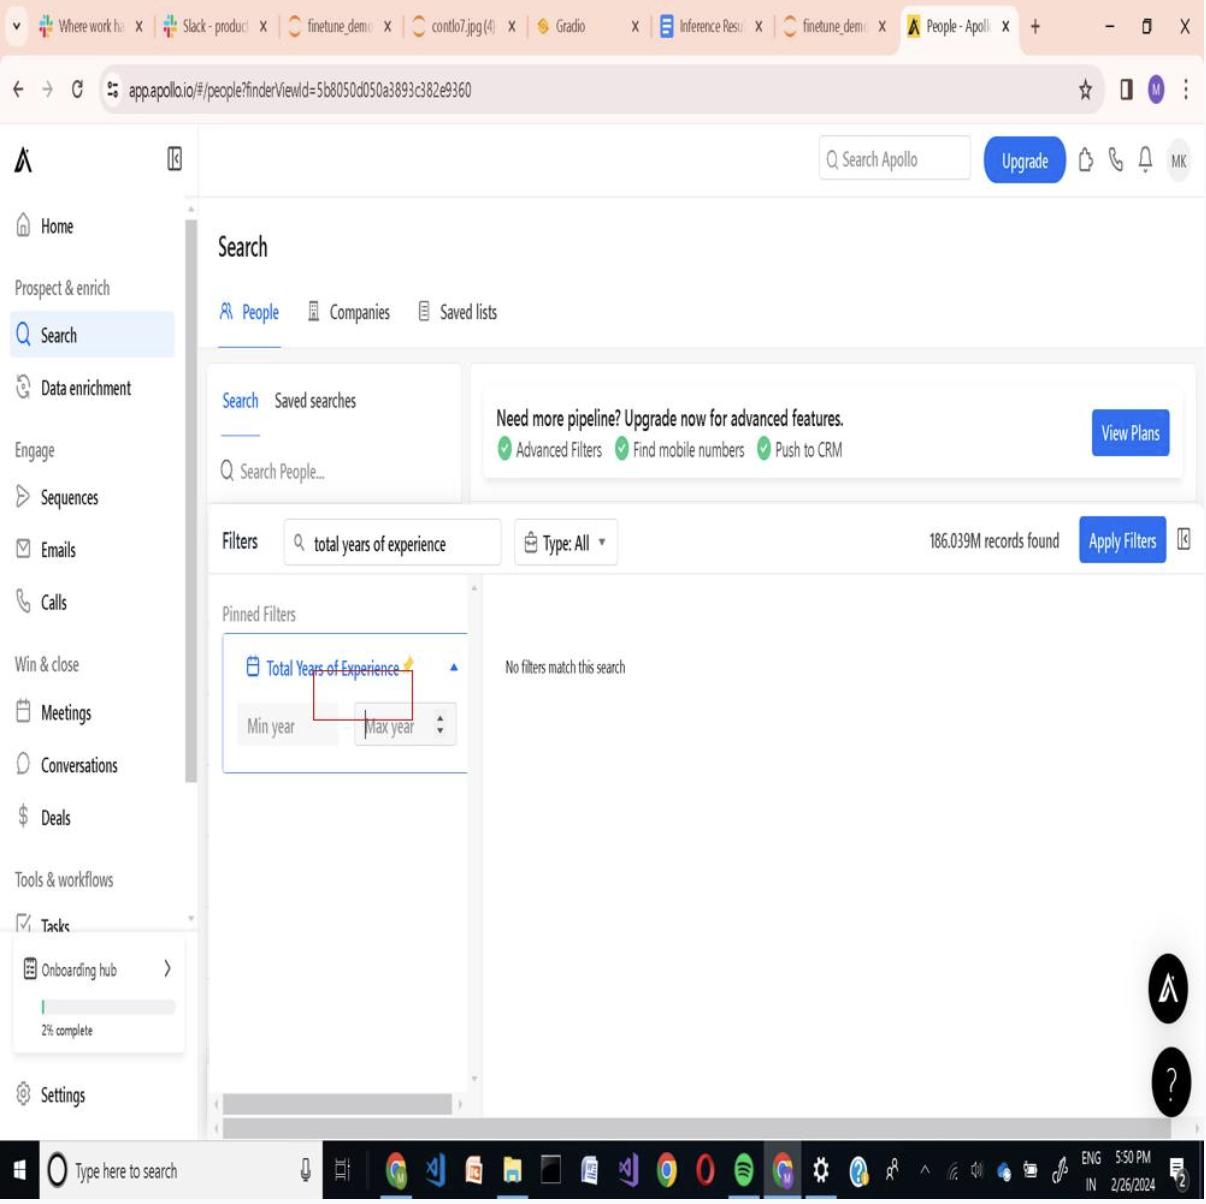 Where work ha
Slack - product
finetune_demo
contlo7.jpg (4)
Gradio
Inference Resu
finetune_demo
People - Apoll
app.apollo.io/#/people?finderViewId=5b8050d050a3893c382e9360
M
Search Apollo
Upgrade
MK
Home
Prospect & enrich
Search
Data enrichment
Engage
Sequences
Emails
Calls
Win & close
Meetings
Conversations
Deals
Tools & workflows
Tasks
Onboarding hub
2% complete
Settings
Search
People
Companies
Saved lists
Search
Saved searches
Search People...
Need more pipeline? Upgrade now for advanced features.
Advanced Filters
Find mobile numbers
Push to CRM
View Plans
Filters
total years of experience
Type: All
186.039M records found
Apply Filters
Pinned Filters
Total Years of Experience
Min year
Max year
No filters match this search
?
Type here to search
ENG
IN
5:50 PM
2/26/2024
2